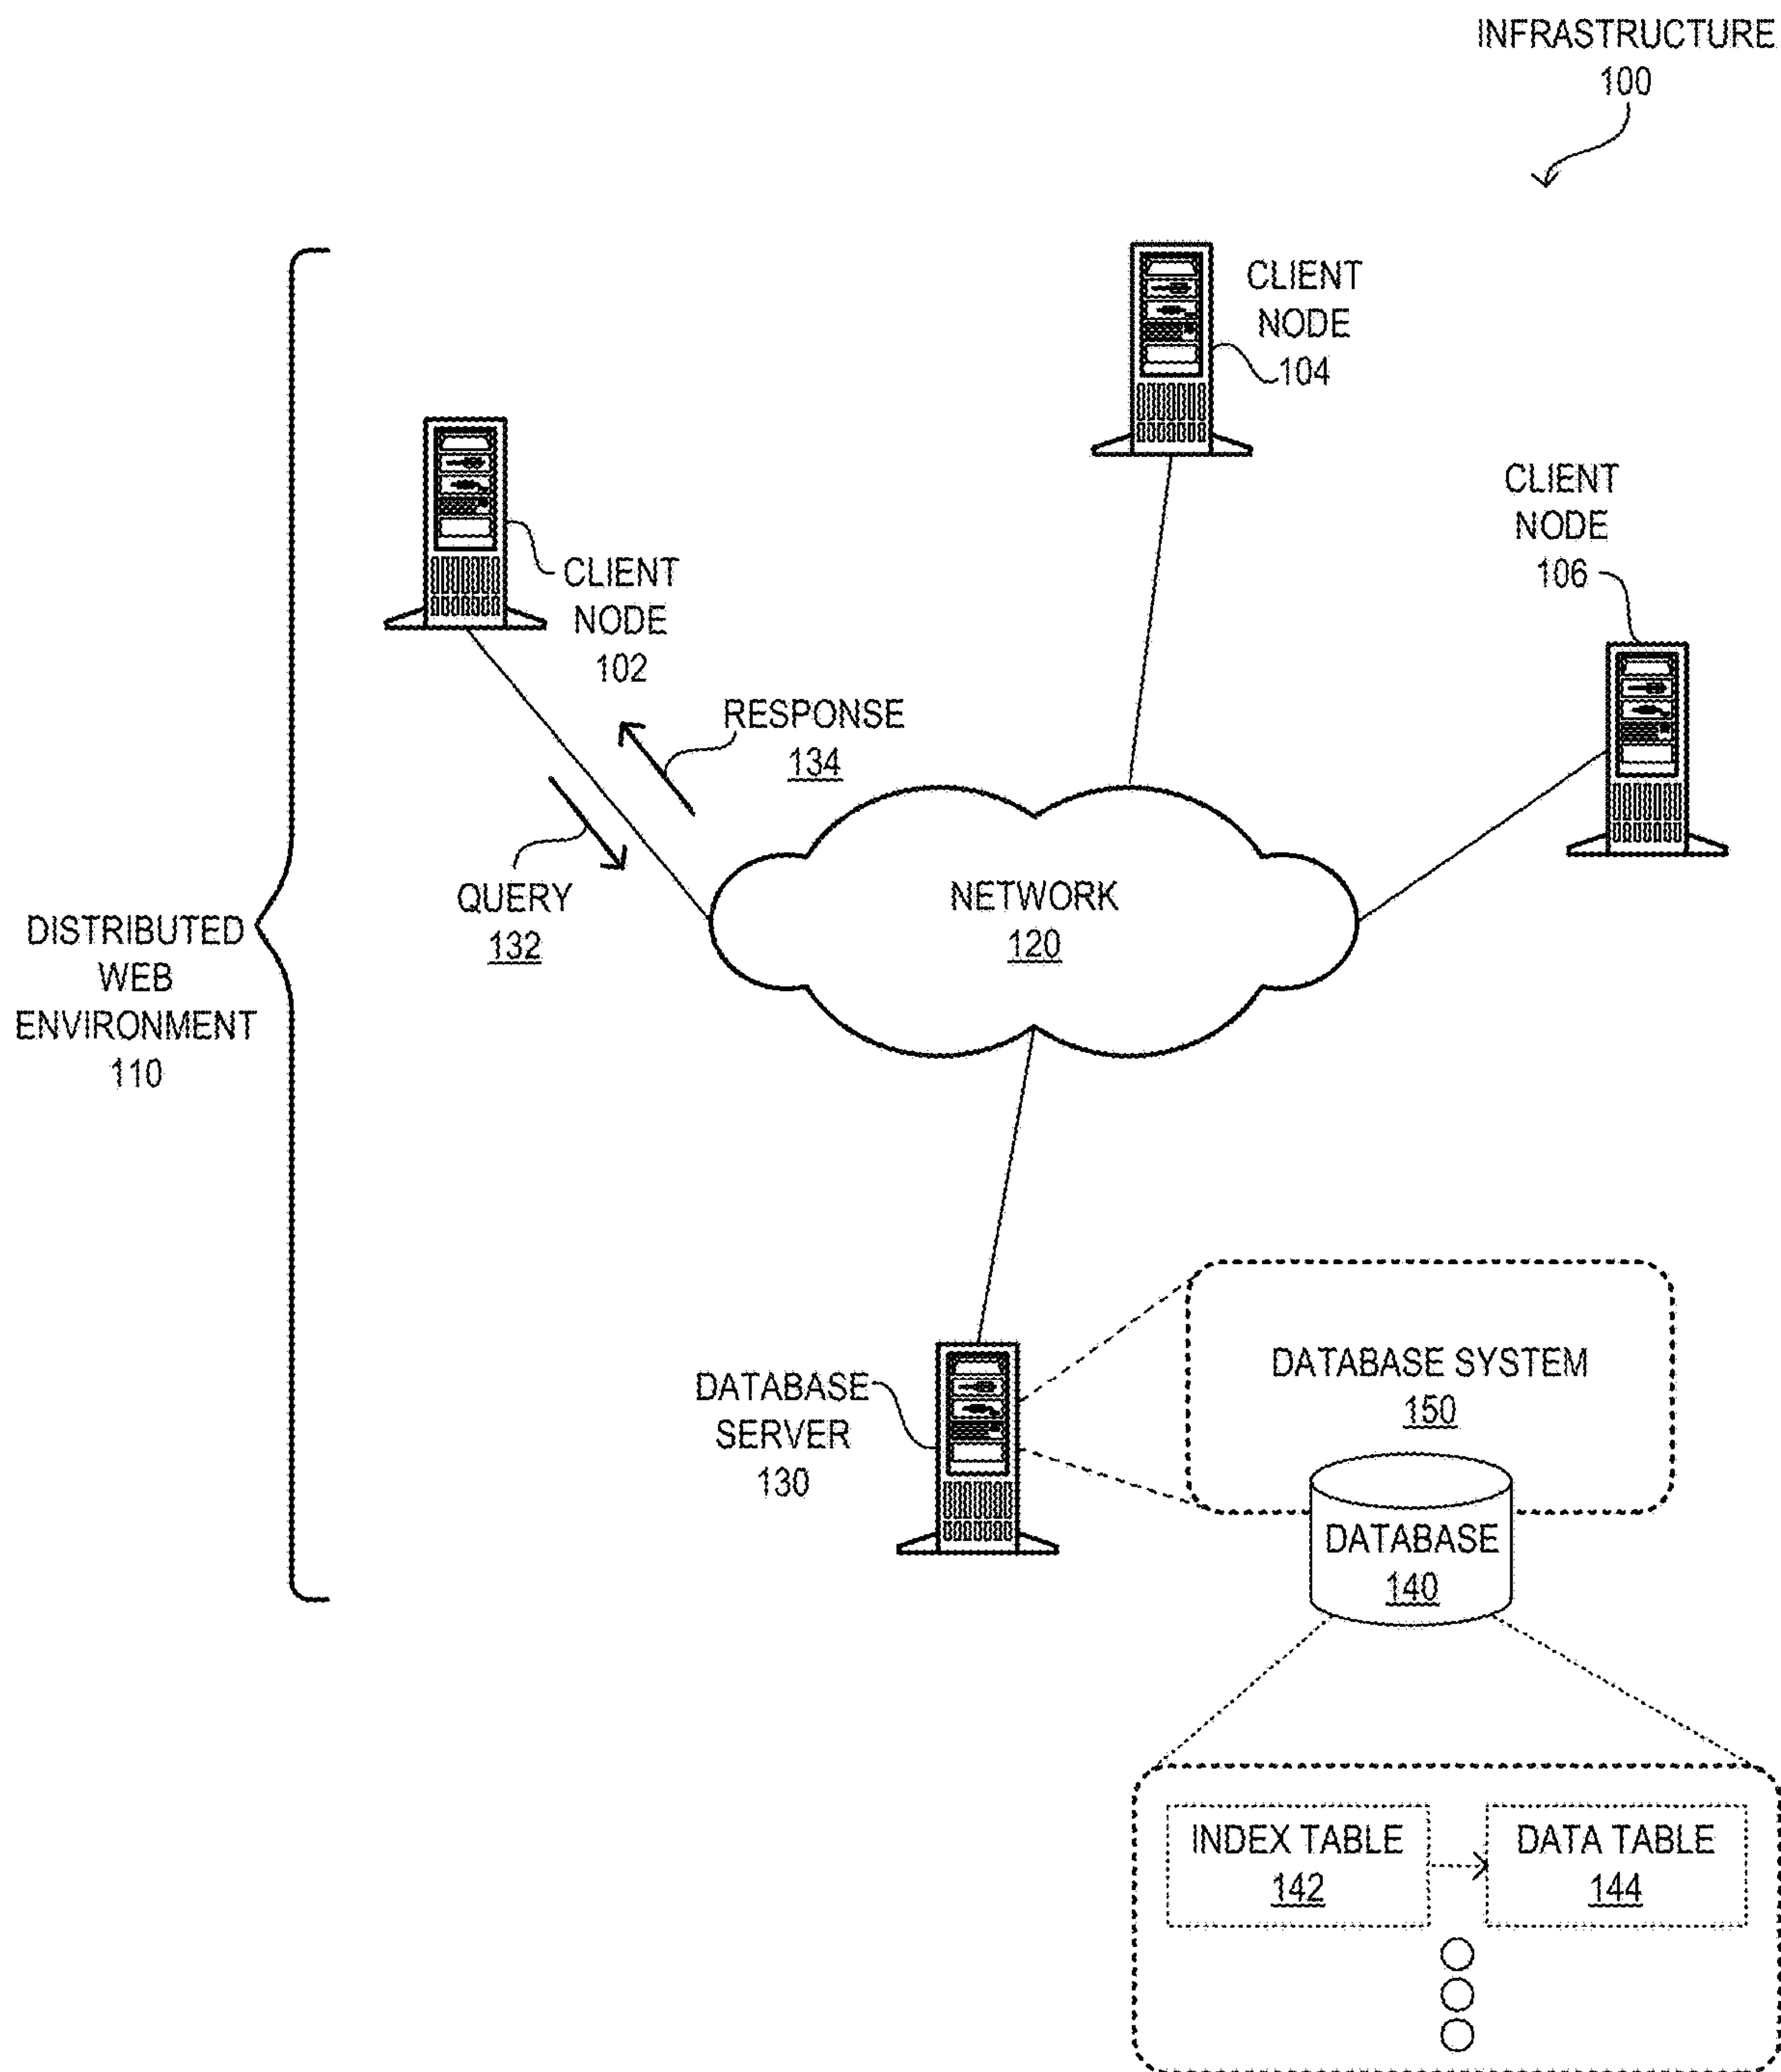 INFRASTRUCTURE
100
CLIENT
NODE
104
CLIENT
NODE
106
CLIENT
NODE
102
RESPONSE
134
QUERY
132
NETWORK
120
DISTRIBUTED
WEB
ENVIRONMENT
110
DATABASE
SERVER
130
DATABASE SYSTEM
150
DATABASE
140
INDEX TABLE
142
DATA TABLE
144